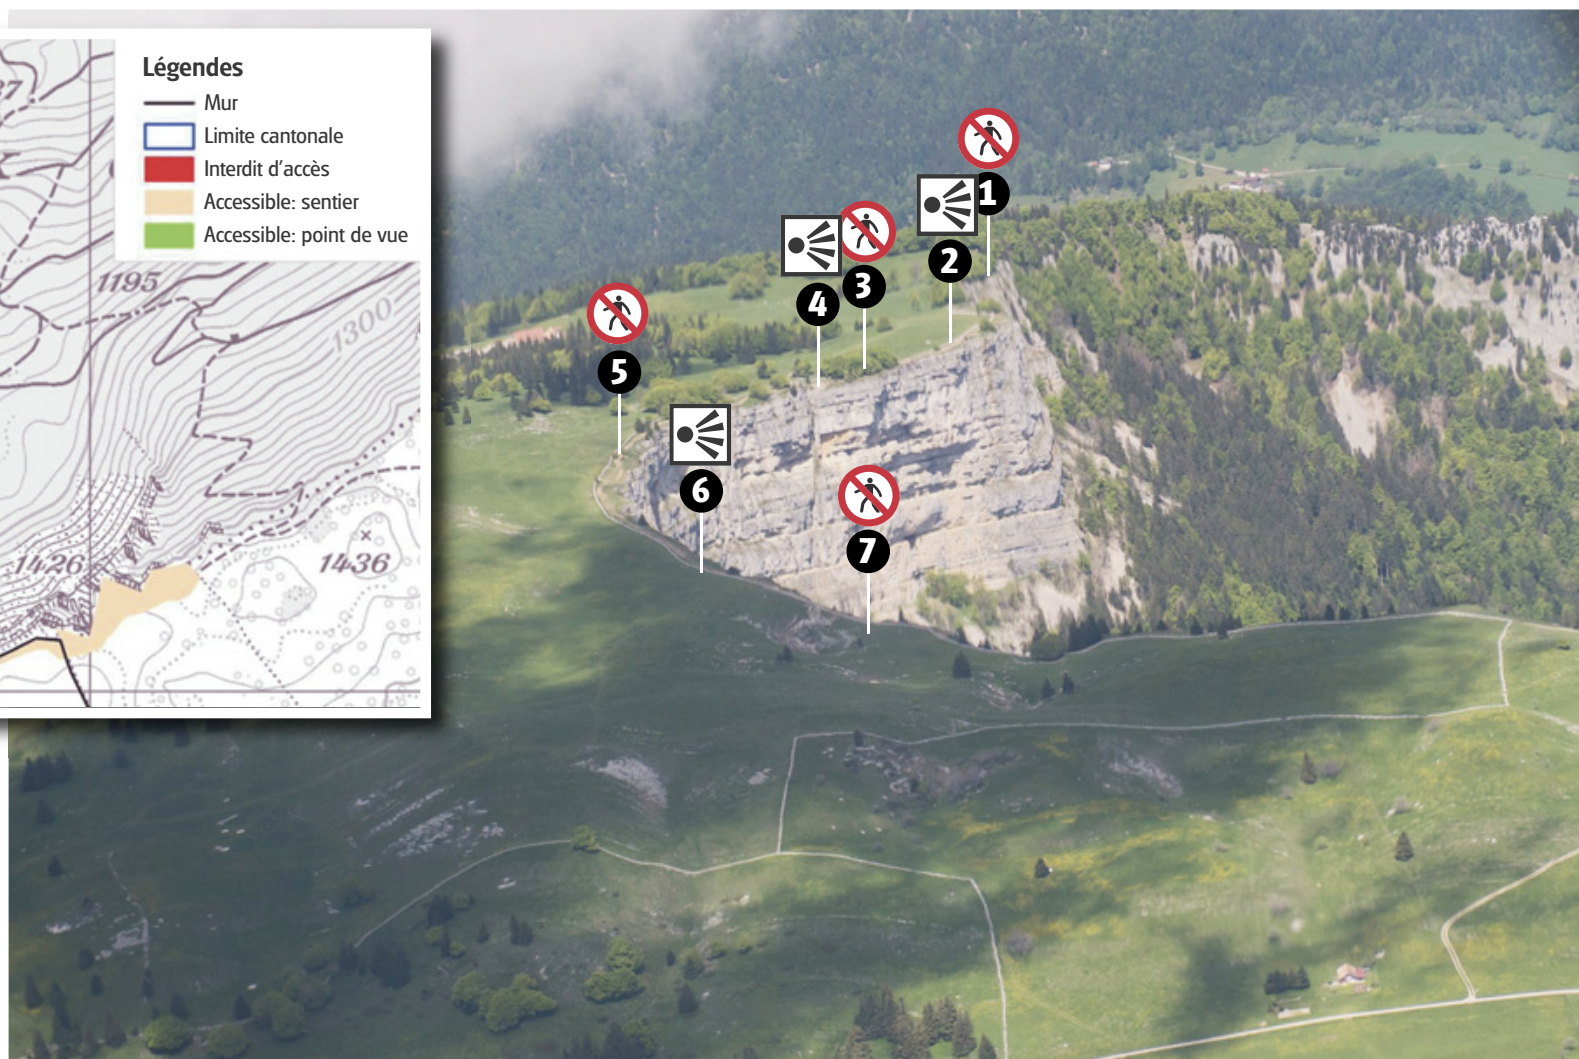 Légendes
Mur
Limite cantonale
Interdit d'accès
Accessible: sentier
Accessible: point de vue
1195
1300
1426
1436
1
2
3
4
5
6
7